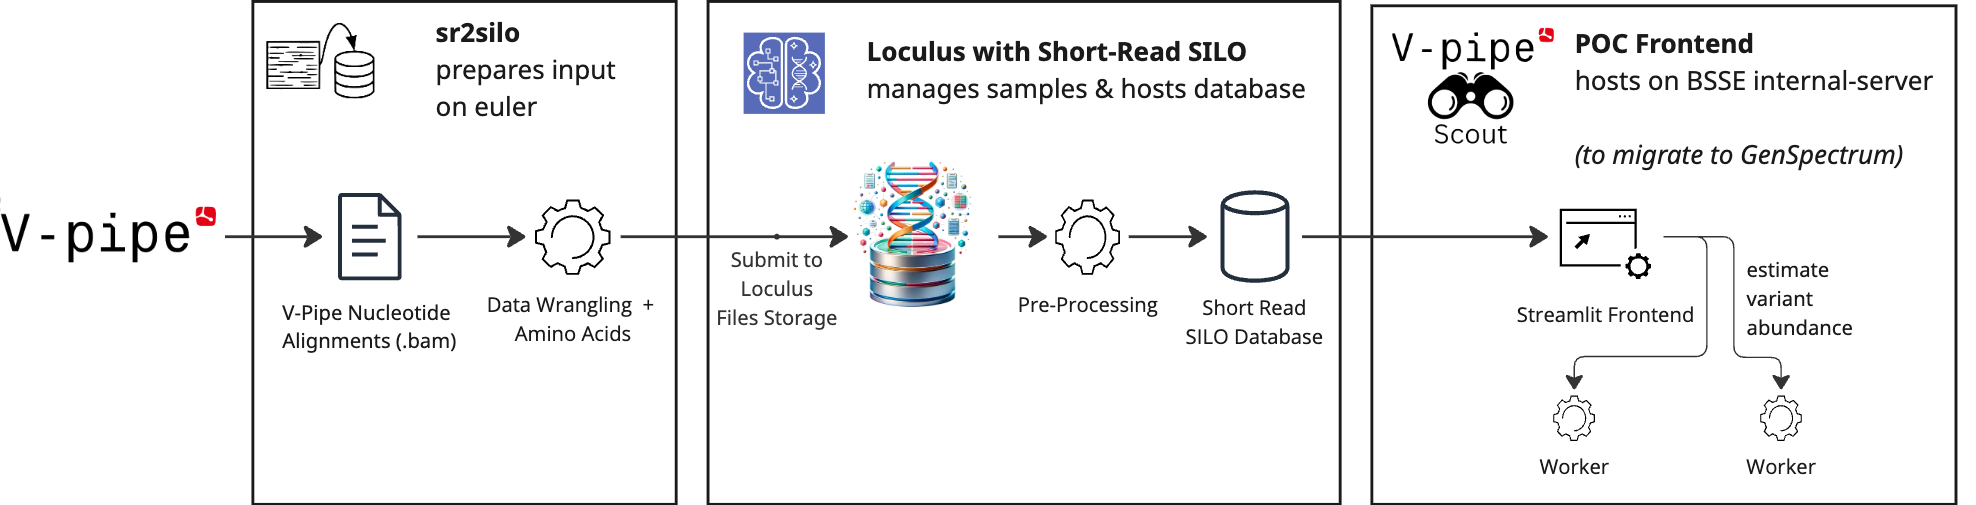 V-pipe
sr2silo
prepares input
on euler
V-Pipe Nucleotide
Alignments (.bam)
Data Wrangling +
Amino Acids
Loculus with Short-Read SILO
manages samples & hosts database
Submit to
Loculus
Files Storage
Pre-Processing
Short Read
SILO Database
V-pipe
Scout
POC Frontend
hosts on BSSE internal-server
(to migrate to GenSpectrum)
Streamlit Frontend
estimate
variant
abundance
Worker
Worker